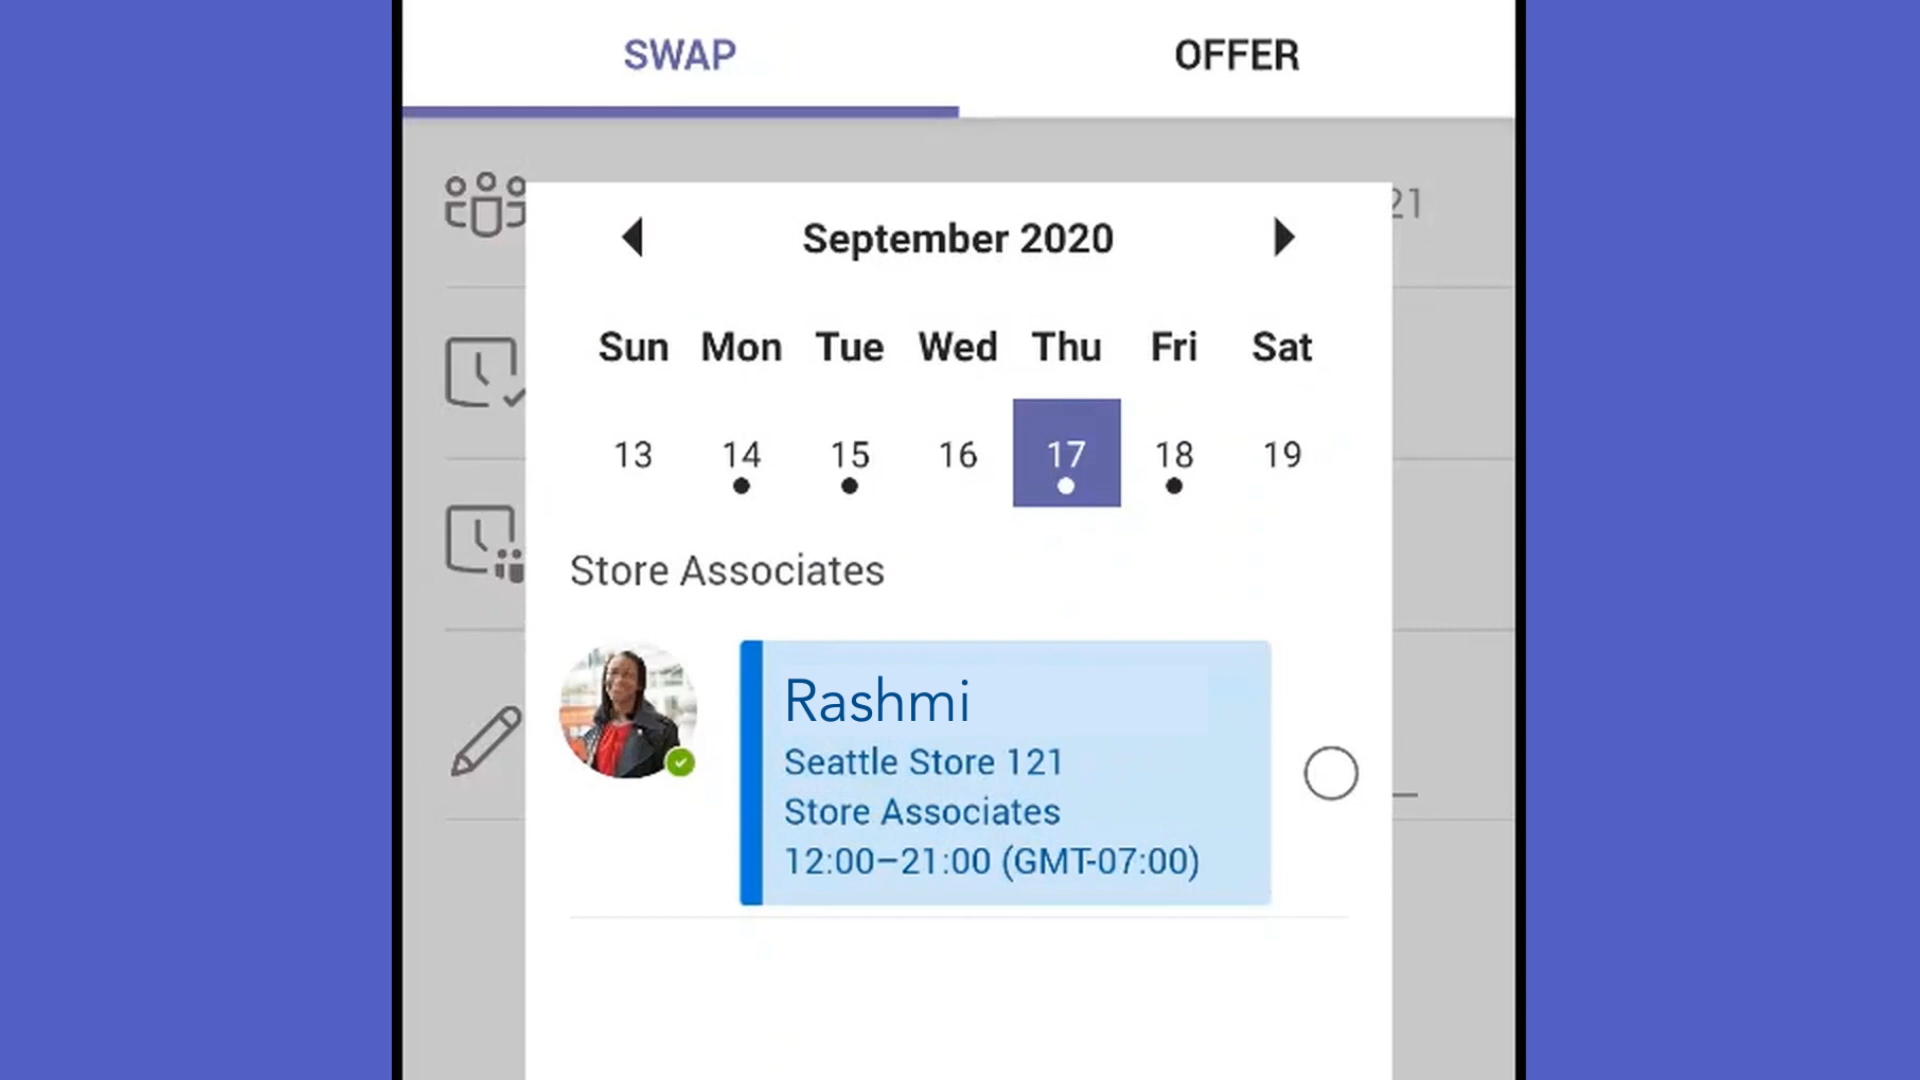 SWAP OFFER
21
September 2020
Sun Mon Tue Wed Thu Fri Sat
13 14 15 16 17 18 19
Store Associates
Rashmi
Seattle Store 121
Store Associates
12:00–21:00 (GMT-07:00)